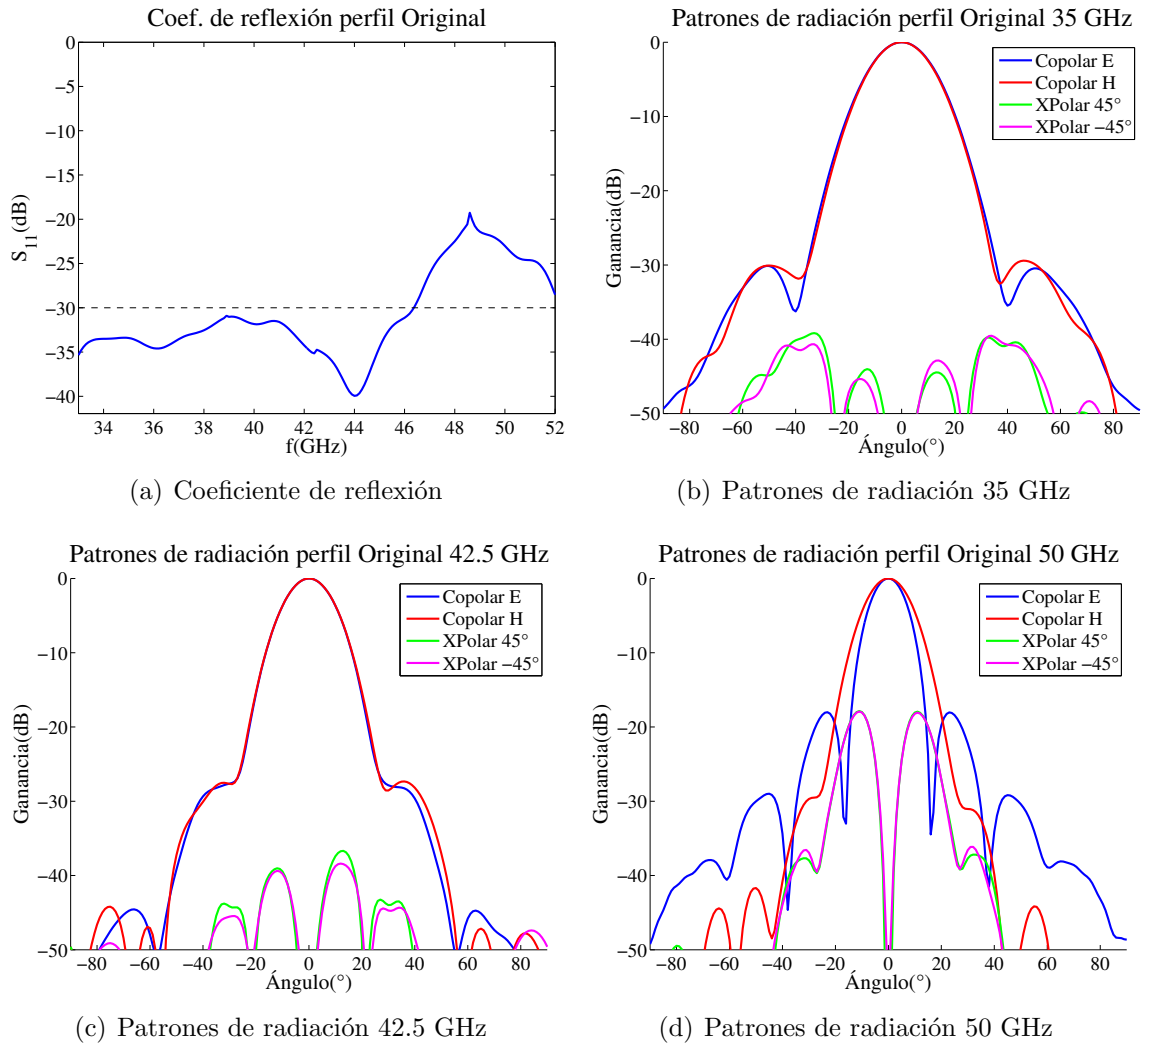 Coef. de reflexión perfil Original
0
−5
−10
−15
−20
−25
−30
−35
−40
S11(dB)
34 36 38 40 42 44 46 48 50 52
f(GHz)
(a) Coeficiente de reflexión
Patrones de radiación perfil Original 35 GHz
Copolar E
Copolar H
XPolar 45°
XPolar −45°
0
−10
−20
−30
−40
−50
Ganancia(dB)
−80 −60 −40 −20 0 20 40 60 80
Ángulo(°)
(b) Patrones de radiación 35 GHz
Patrones de radiación perfil Original 42.5 GHz
Copolar E
Copolar H
XPolar 45°
XPolar −45°
0
−10
−20
−30
−40
−50
Ganancia(dB)
−80 −60 −40 −20 0 20 40 60 80
Ángulo(°)
(c) Patrones de radiación 42.5 GHz
Patrones de radiación perfil Original 50 GHz
Copolar E
Copolar H
XPolar 45°
XPolar −45°
0
−10
−20
−30
−40
−50
Ganancia(dB)
−80 −60 −40 −20 0 20 40 60 80
Ángulo(°)
(d) Patrones de radiación 50 GHz